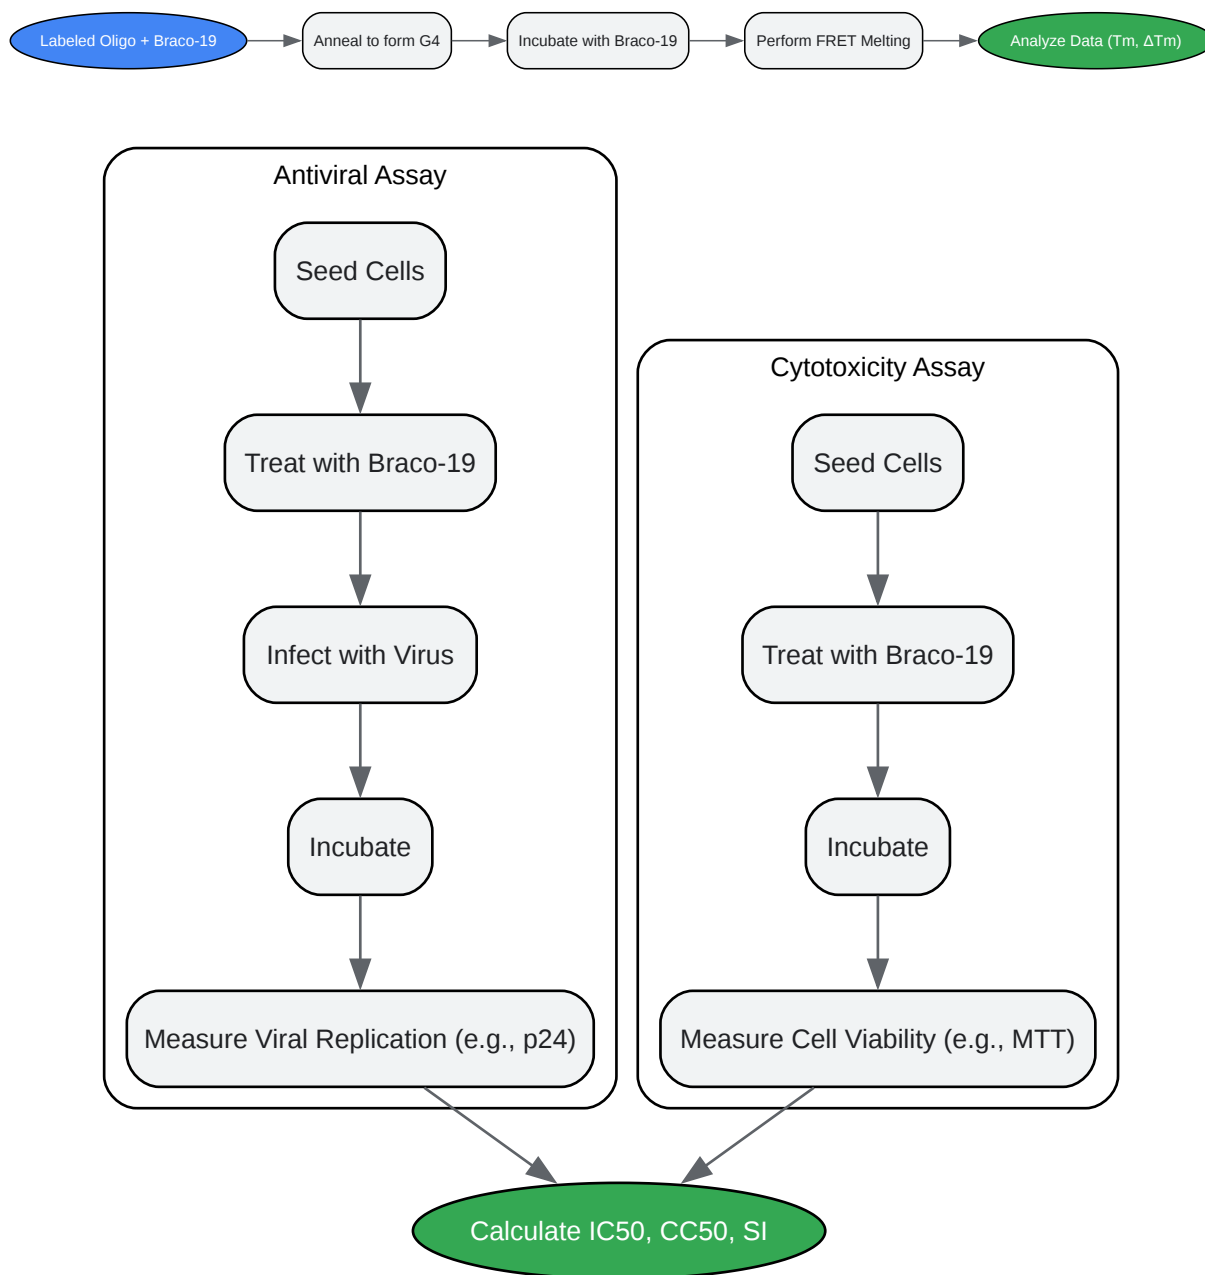 Labeled Oligo + Braco-19
Anneal to form G4
Incubate with Braco-19
Perform FRET Melting
Analyze Data (Tm, ΔTm)
Antiviral Assay
Seed Cells
Treat with Braco-19
Infect with Virus
Incubate
Measure Viral Replication (e.g., p24)
Cytotoxicity Assay
Seed Cells
Treat with Braco-19
Incubate
Measure Cell Viability (e.g., MTT)
Calculate IC50, CC50, SI